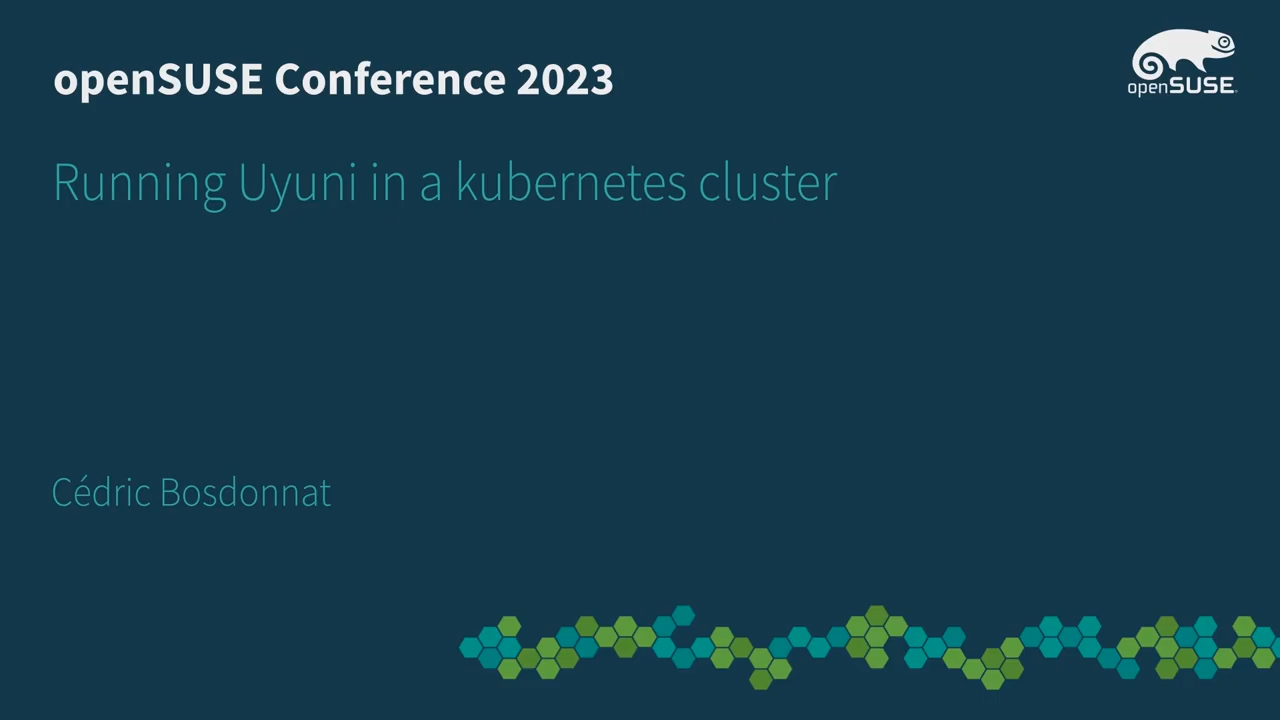 openSUSE Conference 2023
openSUSE
Running Uyuni in a kubernetes cluster
Cédric Bosdonnat